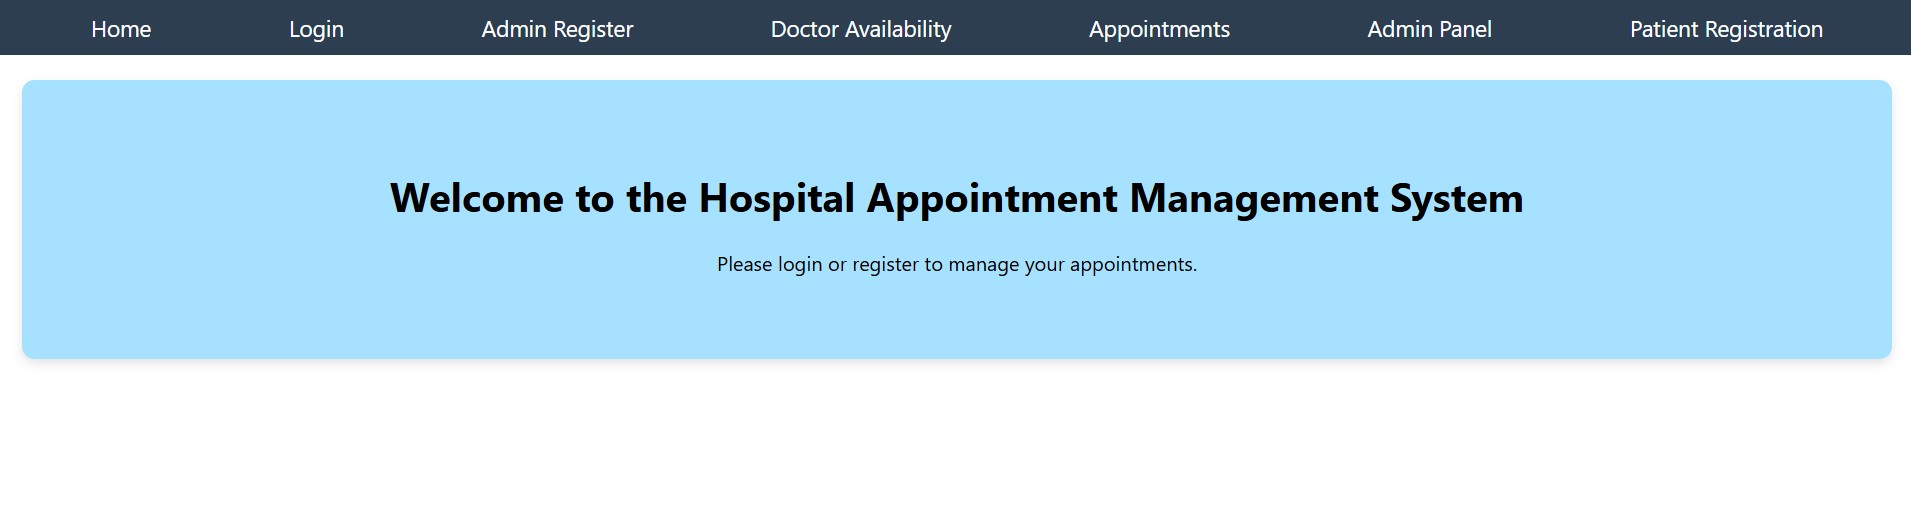 Home Login Admin Register Doctor Availability Appointments Admin Panel Patient Registration
Welcome to the Hospital Appointment Management System
Please login or register to manage your appointments.